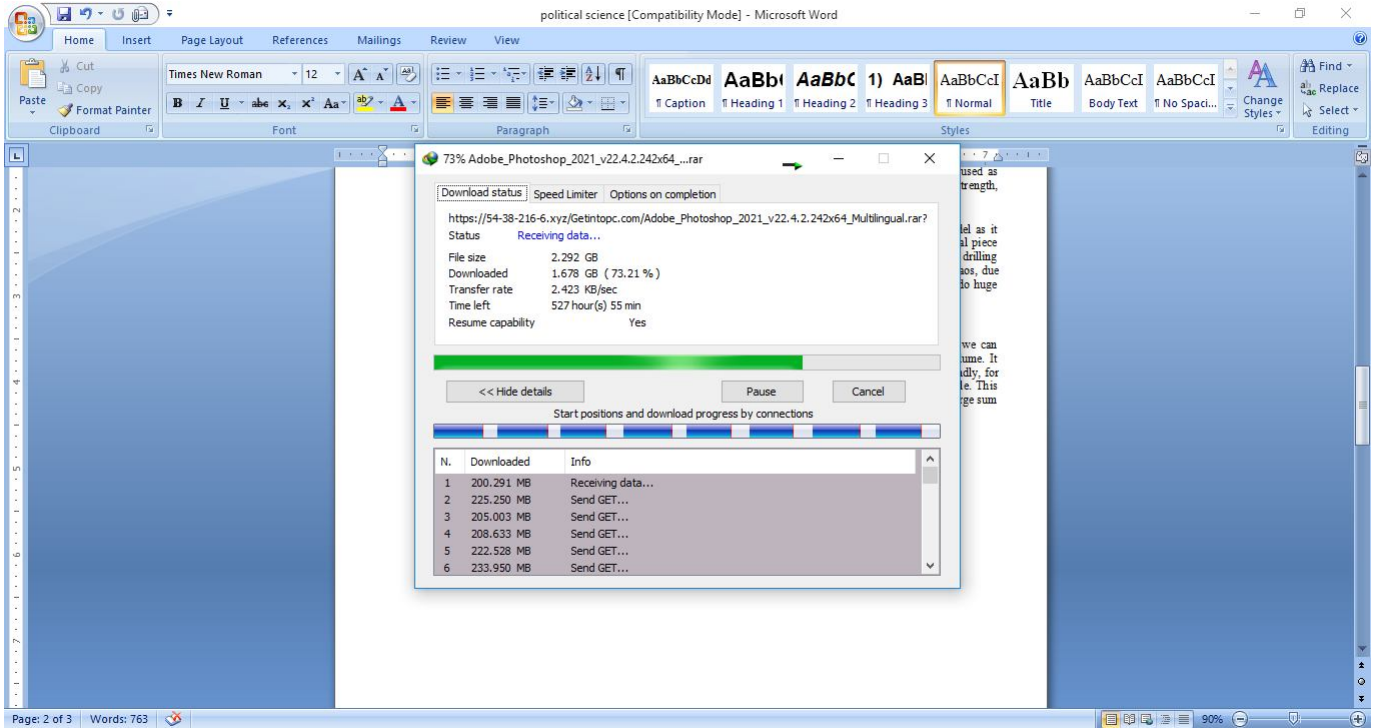 political science [Compatibility Mode] - Microsoft Word
Home Insert Page Layout References Mailings Review View
Cut
Copy
Format Painter
Paste
Clipboard
Times New Roman 12
B I U abc X₂ X² Aa
Font
Paragraph
AaBbCcDd AaBb( AaBbC 1) AaBl AaBbCcI AaBb AaBbCcI AaBbCcI
¶ Caption ¶ Heading 1 ¶ Heading 2 ¶ Heading 3 ¶ Normal Title Body Text ¶ No Spaci...
Styles
Change Styles
Find
Replace
Select
Editing
73% Adobe_Photoshop_2021_v22.4.2.242x64_...rar
Download status Speed Limiter Options on completion
https://54-38-216-6.xyz/Getintopc.com/Adobe_Photoshop_2021_v22.4.2.242x64_Multilingual.rar?
Status Receiving data...
File size 2.292 GB
Downloaded 1.678 GB ( 73.21 % )
Transfer rate 2.423 KB/sec
Time left 527 hour(s) 55 min
Resume capability Yes
<< Hide details Pause Cancel
Start positions and download progress by connections
N. Downloaded Info
1 200.291 MB Receiving data...
2 225.250 MB Send GET...
3 205.003 MB Send GET...
4 208.633 MB Send GET...
5 222.528 MB Send GET...
6 233.950 MB Send GET...
used as
trength,
del as it
al piece
drilling
aos, due
do huge
we can
ume. It
adly, for
le. This
rge sum
Page: 2 of 3 Words: 763 90%